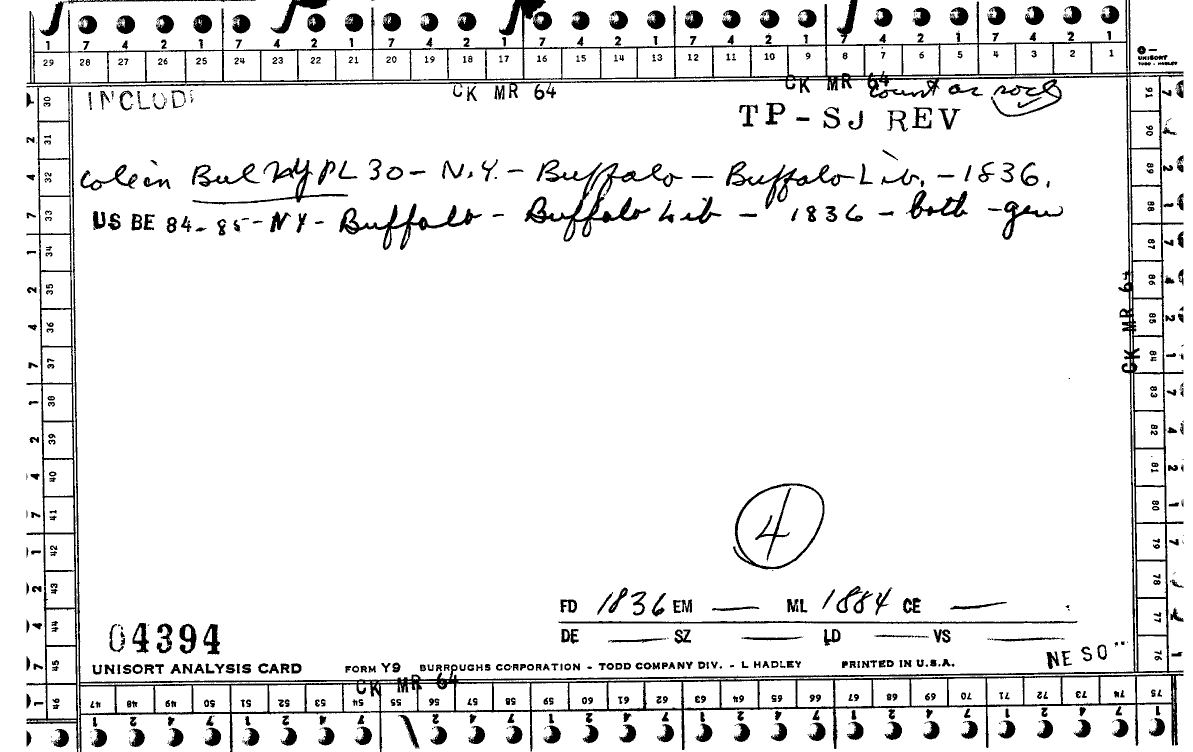 1 7 4 2 1 7 4 2 1 7 4 2 1 7 4 2 1 7 4 2 1 7 4 2 1 7 4 2 1
29 28 27 26 25 24 23 22 21 20 19 18 17 16 15 14 13 12 11 10 9 8 7 6 5 4 3 2 1
UNISORT
TODD - HADLEY
INCLUD
CK MR 64
CK MR 64
count as socl
TP-SJ REV
Bul NYPL 30 - N.Y. - Buffalo - Buffalo Lib. - 1836.
US BE 84-85 - NY - Buffalo - Buffalo Lib - 1836 - both - gen
30 31 32 33 34 35 36 37 38 39 40 41 42 43 44 45 46
91 90 89 88 87 86 85 84 83 82 81 80 79 78 77 76
CK MR 64
4
FD 1836 EM — ML 1884 CE —
DE — SZ — LD — VS —
04394
NE SO
UNISORT ANALYSIS CARD FORM Y9 BURROUGHS CORPORATION - TODD COMPANY DIV. - L HADLEY PRINTED IN U.S.A.
CK MR 64
47 48 49 50 51 52 53 54 55 56 57 58 59 60 61 62 63 64 65 66 67 68 69 70 71 72 73 74 75
1 2 4 7 1 2 4 7 1 2 4 7 1 2 4 7 1 2 4 7 1 2 4 7 1